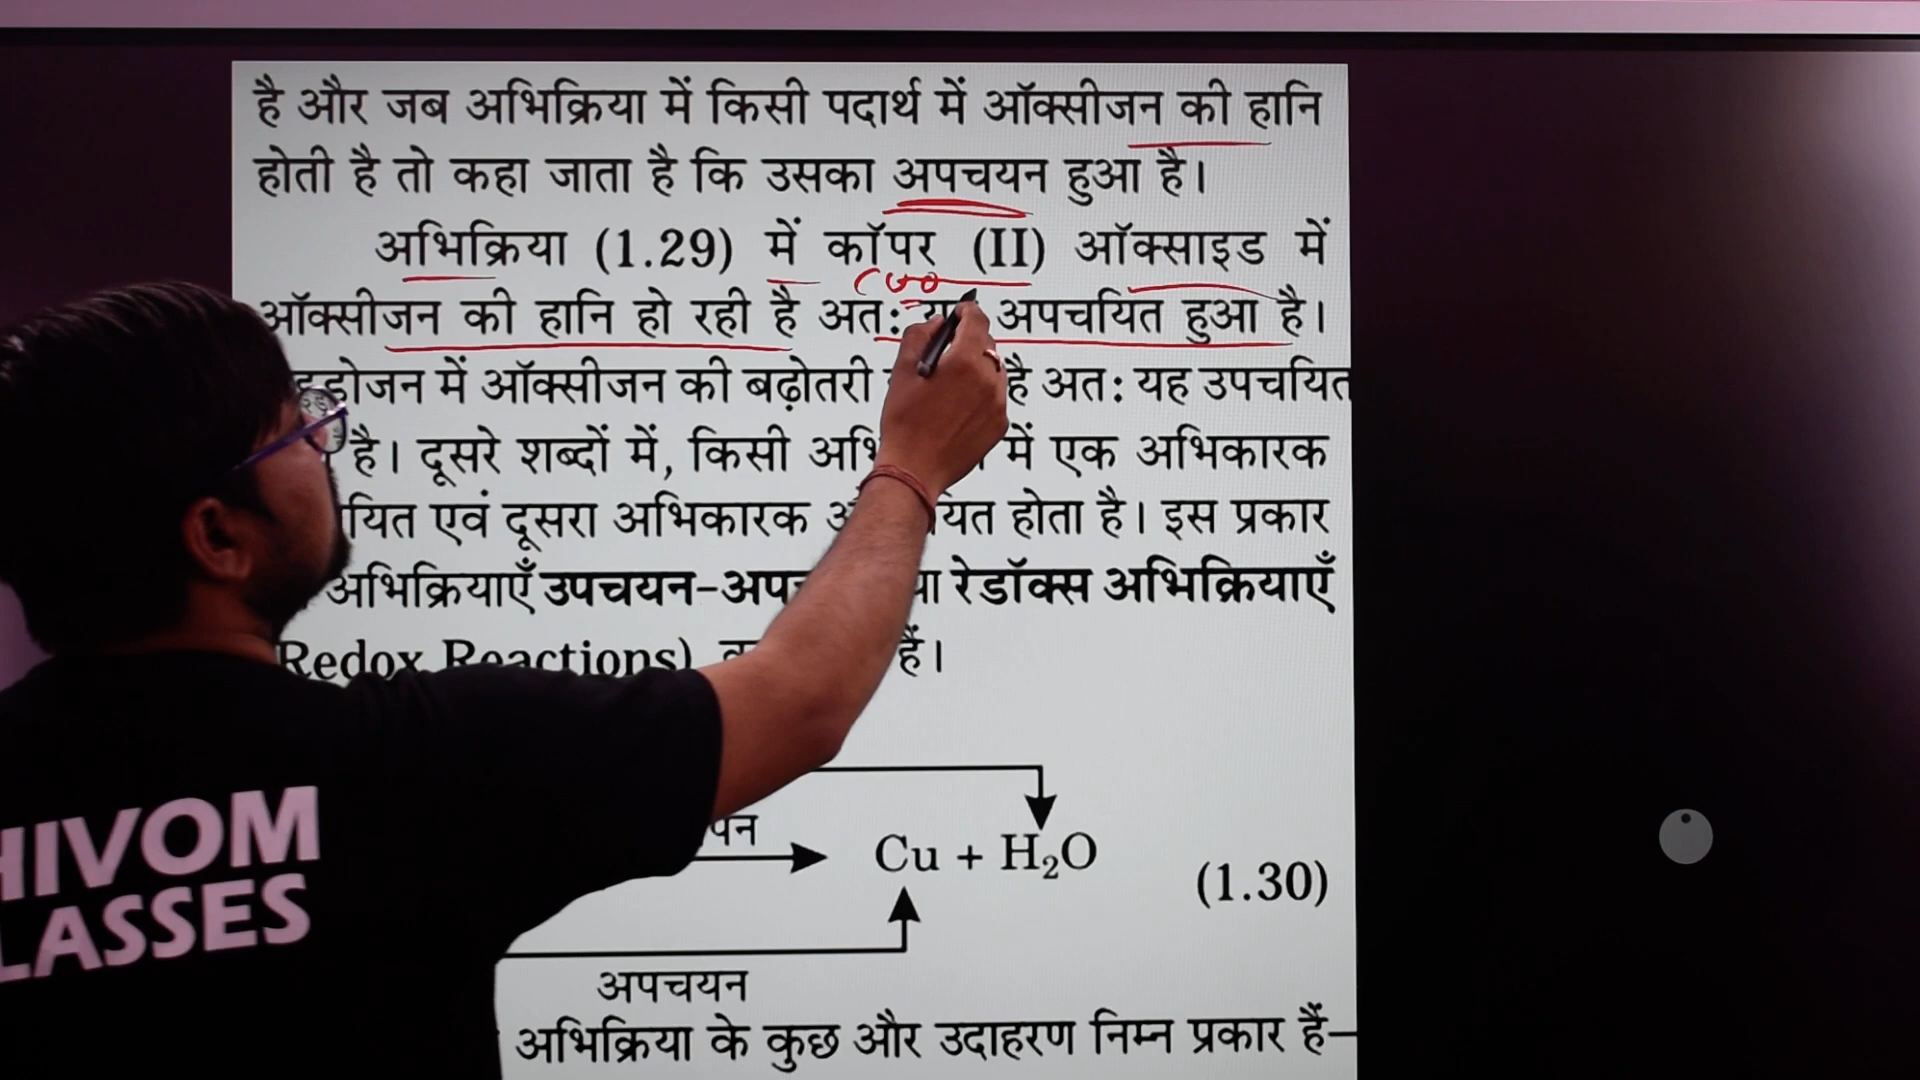 है और जब अभिक्रिया में किसी पदार्थ में ऑक्सीजन की हानि
होती है तो कहा जाता है कि उसका अपचयन हुआ है।
अभिक्रिया (1.29) में कॉपर (II) ऑक्साइड में
CuO
ऑक्सीजन की हानि हो रही है अत: अपचयित हुआ है।
में ऑक्सीजन की बढ़ोतरी है अत: यह उपचयित
है। दूसरे शब्दों में, किसी में एक अभिकारक
एवं दूसरा अभिकारक होता है। इस प्रकार
अभिक्रियाएँ उपचयन- रेडॉक्स अभिक्रियाएँ
Redox Reactions) हैं।
Cu + H₂O
(1.30)
अपचयन
अभिक्रिया के कुछ और उदाहरण निम्न प्रकार हैं—
HIVOM
LASSES